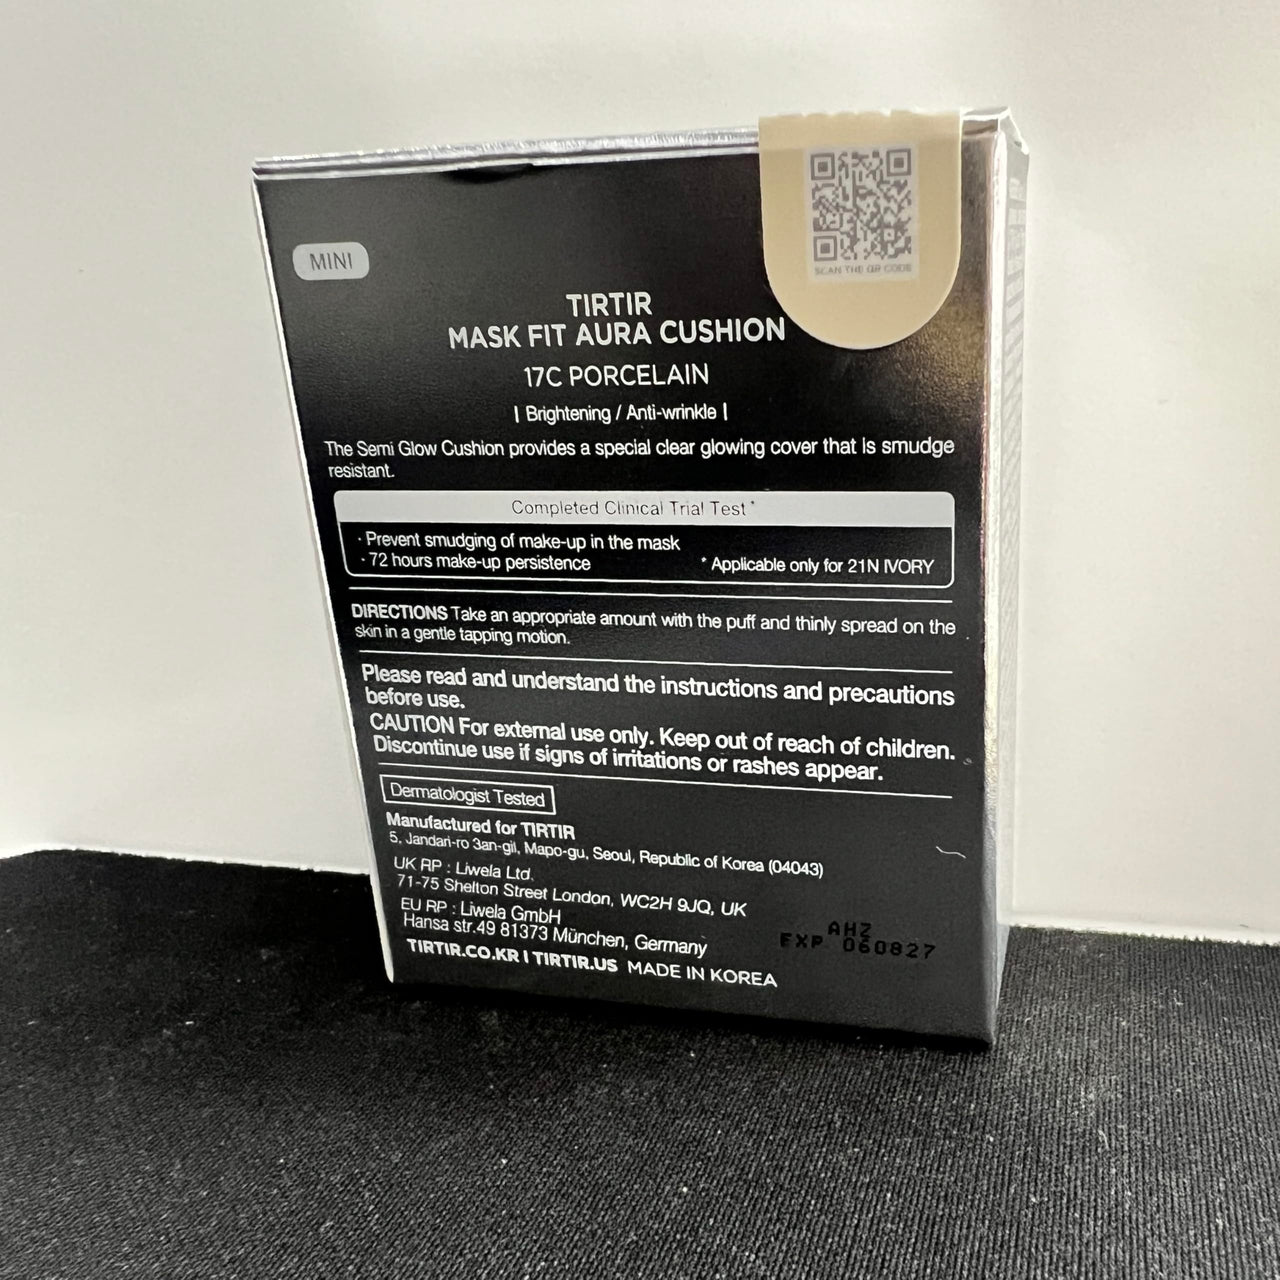 SCAN THE QR CODE
MINI
TIRTIR
MASK FIT AURA CUSHION
17C PORCELAIN
| Brightening / Anti-wrinkle |
The Semi Glow Cushion provides a special clear glowing cover that is smudge
resistant.
Completed Clinical Trial Test*
· Prevent smudging of make-up in the mask
· 72 hours make-up persistence
* Applicable only for 21N IVORY
DIRECTIONS Take an appropriate amount with the puff and thinly spread on the
skin in a gentle tapping motion.
Please read and understand the instructions and precautions
before use.
CAUTION For external use only. Keep out of reach of children.
Discontinue use if signs of irritations or rashes appear.
Dermatologist Tested
Manufactured for TIRTIR
5, Jandari-ro 3an-gil, Mapo-gu, Seoul, Republic of Korea (04043)
UK RP : Liwela Ltd.
71-75 Shelton Street London, WC2H 9JQ, UK
EU RP : Liwela GmbH
Hansa str.49 81373 München, Germany
TIRTIR.CO.KR I TIRTIR.US MADE IN KOREA
AHZ
EXP 060827